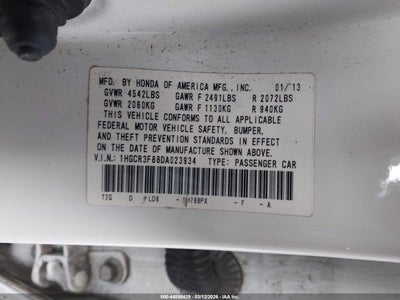 MFD. BY HONDA OF AMERICA MFG., INC. 01/13
GVWR 4542LBS GAWR F 2491LBS R 2072LBS
GVWR 2060KG GAWR F 1130KG R 940KG
THIS VEHICLE CONFORMS TO ALL APPLICABLE
FEDERAL MOTOR VEHICLE SAFETY, BUMPER,
AND THEFT PREVENTION STANDARDS IN EFFECT
ON THE DATE OF MANUFACTURE SHOWN ABOVE.
V.I.N.: 1HGCR3F88DA023934 TYPE: PASSENGER CAR
D - F - A